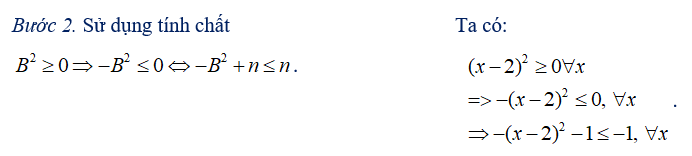 Bước 2. Sử dụng tính chất
B² ≥ 0 ⇒ −B² ≤ 0 ⇔ −B² + n ≤ n.
Ta có:
(x − 2)² ≥ 0∀x
=> −(x − 2)² ≤ 0, ∀x .
⇒ −(x − 2)² − 1 ≤ −1, ∀x